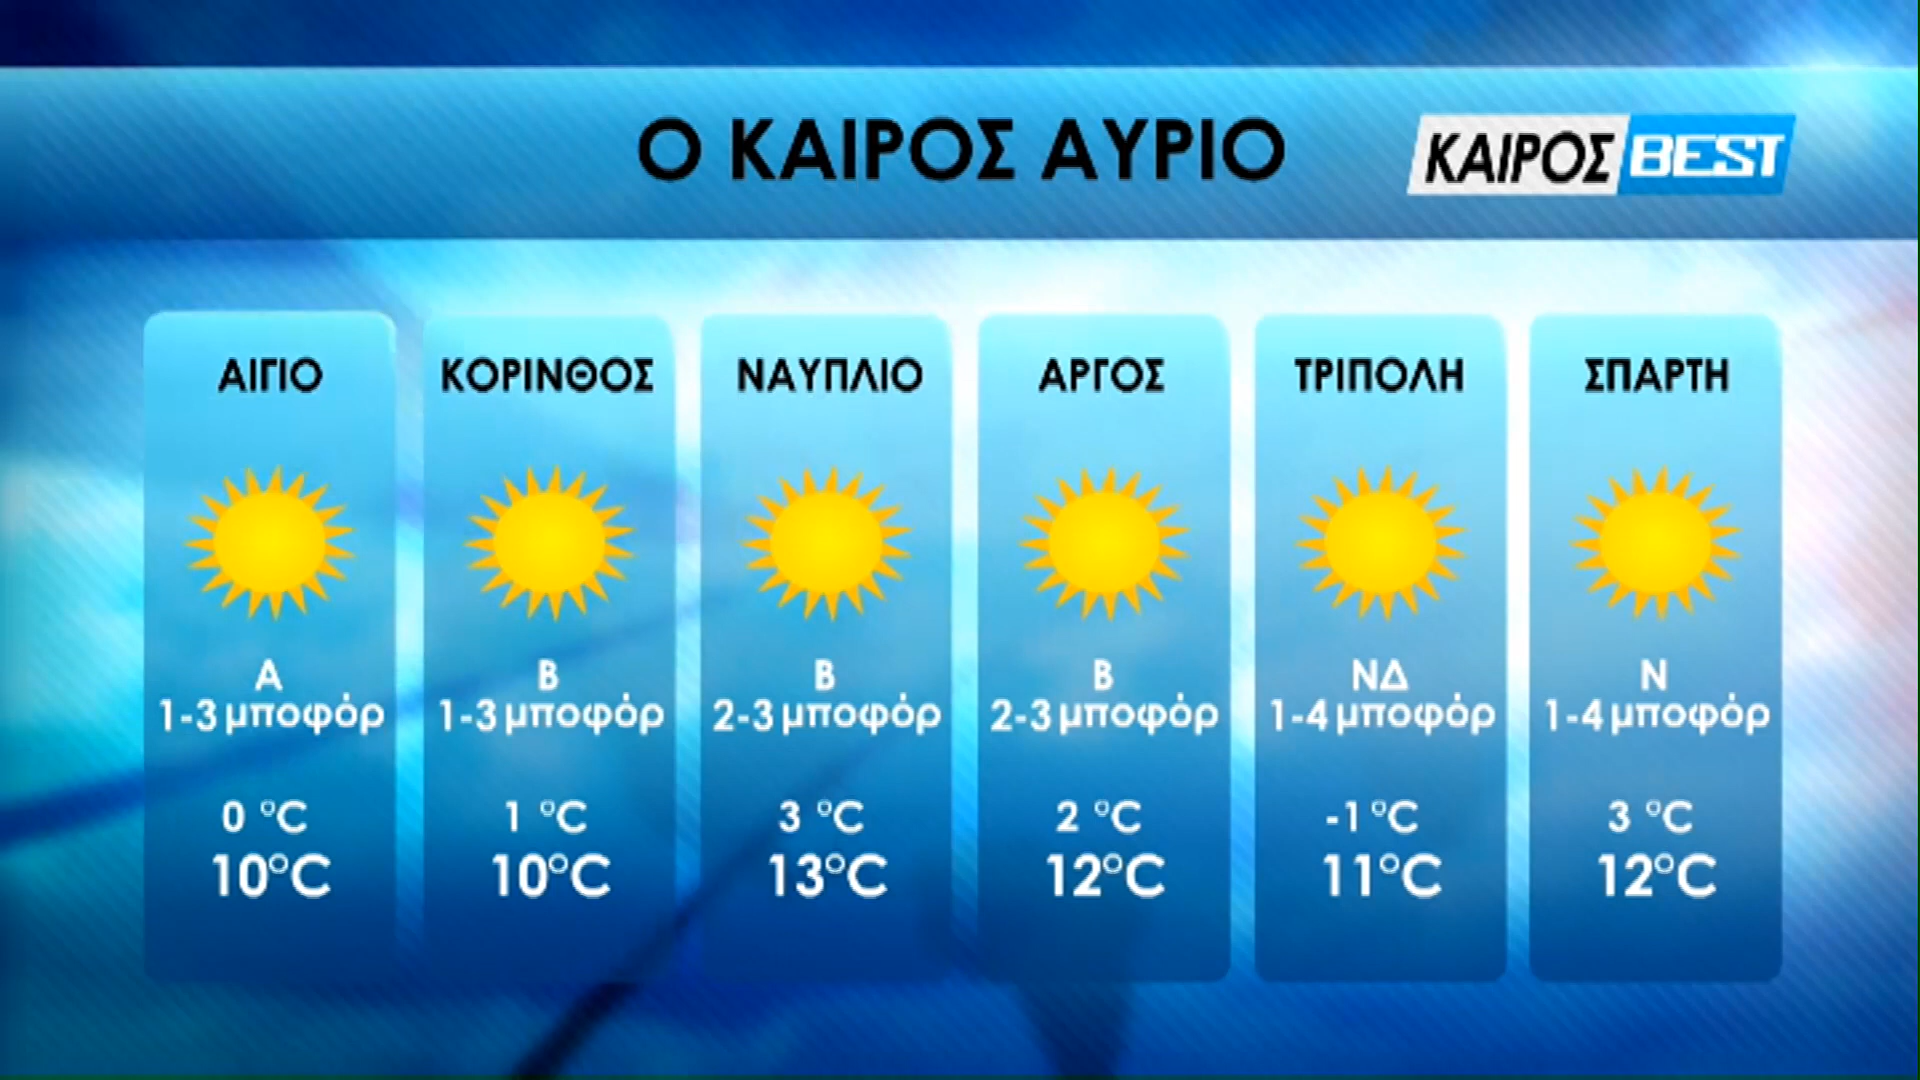 Ο ΚΑΙΡΟΣ ΑΥΡΙΟ
ΚΑΙΡΟΣ BEST
ΑΙΓΙΟ
Α
1-3 μποφόρ
0 °C
10°C
ΚΟΡΙΝΘΟΣ
Β
1-3 μποφόρ
1 °C
10°C
ΝΑΥΠΛΙΟ
Β
2-3 μποφόρ
3 °C
13°C
ΑΡΓΟΣ
Β
2-3 μποφόρ
2 °C
12°C
ΤΡΙΠΟΛΗ
ΝΔ
1-4 μποφόρ
-1 °C
11°C
ΣΠΑΡΤΗ
Ν
1-4 μποφόρ
3 °C
12°C